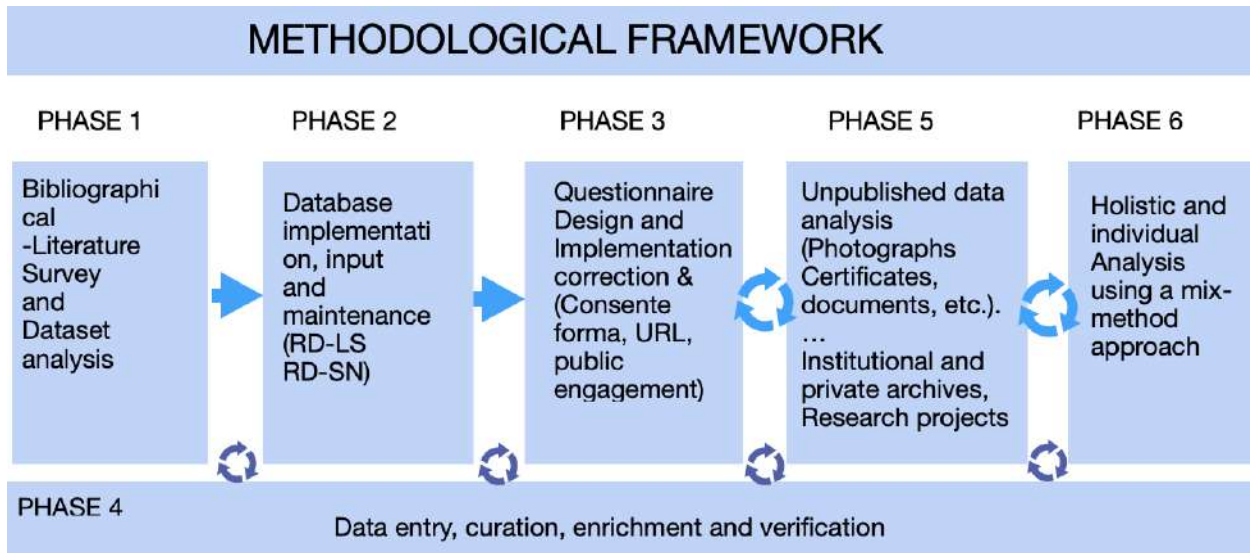 METHODOLOGICAL FRAMEWORK
PHASE 1
PHASE 2
PHASE 3
PHASE 5
PHASE 6
Bibliographi
cal
-Literature
Survey
and
Dataset
analysis
Database
implementati
on, input
and
maintenance
(RD-LS
RD-SN)
Questionnaire
Design and
Implementation
correction &
(Consente
forma, URL,
public
engagement)
Unpublished data
analysis
(Photographs
Certificates,
documents, etc.).
...
Institutional and
private archives,
Research projects
Holistic and
individual
Analysis
using a mix-
method
approach
PHASE 4
Data entry, curation, enrichment and verification